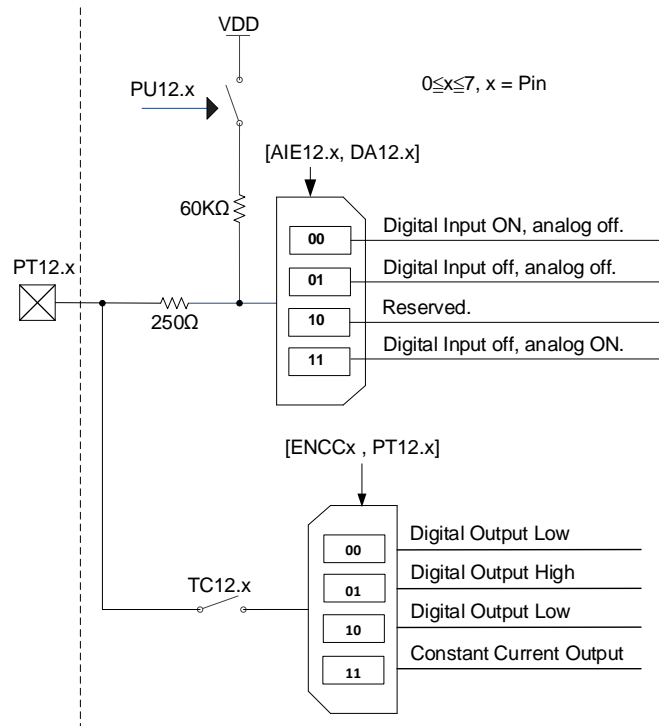 VDD
PU12.x
0≦x≦7, x = Pin
[AIE12.x, DA12.x]
60KΩ
00 Digital Input ON, analog off.
01 Digital Input off, analog off.
PT12.x
250Ω
10 Reserved.
11 Digital Input off, analog ON.
[ENCCx , PT12.x]
00 Digital Output Low
TC12.x
01 Digital Output High
10 Digital Output Low
11 Constant Current Output